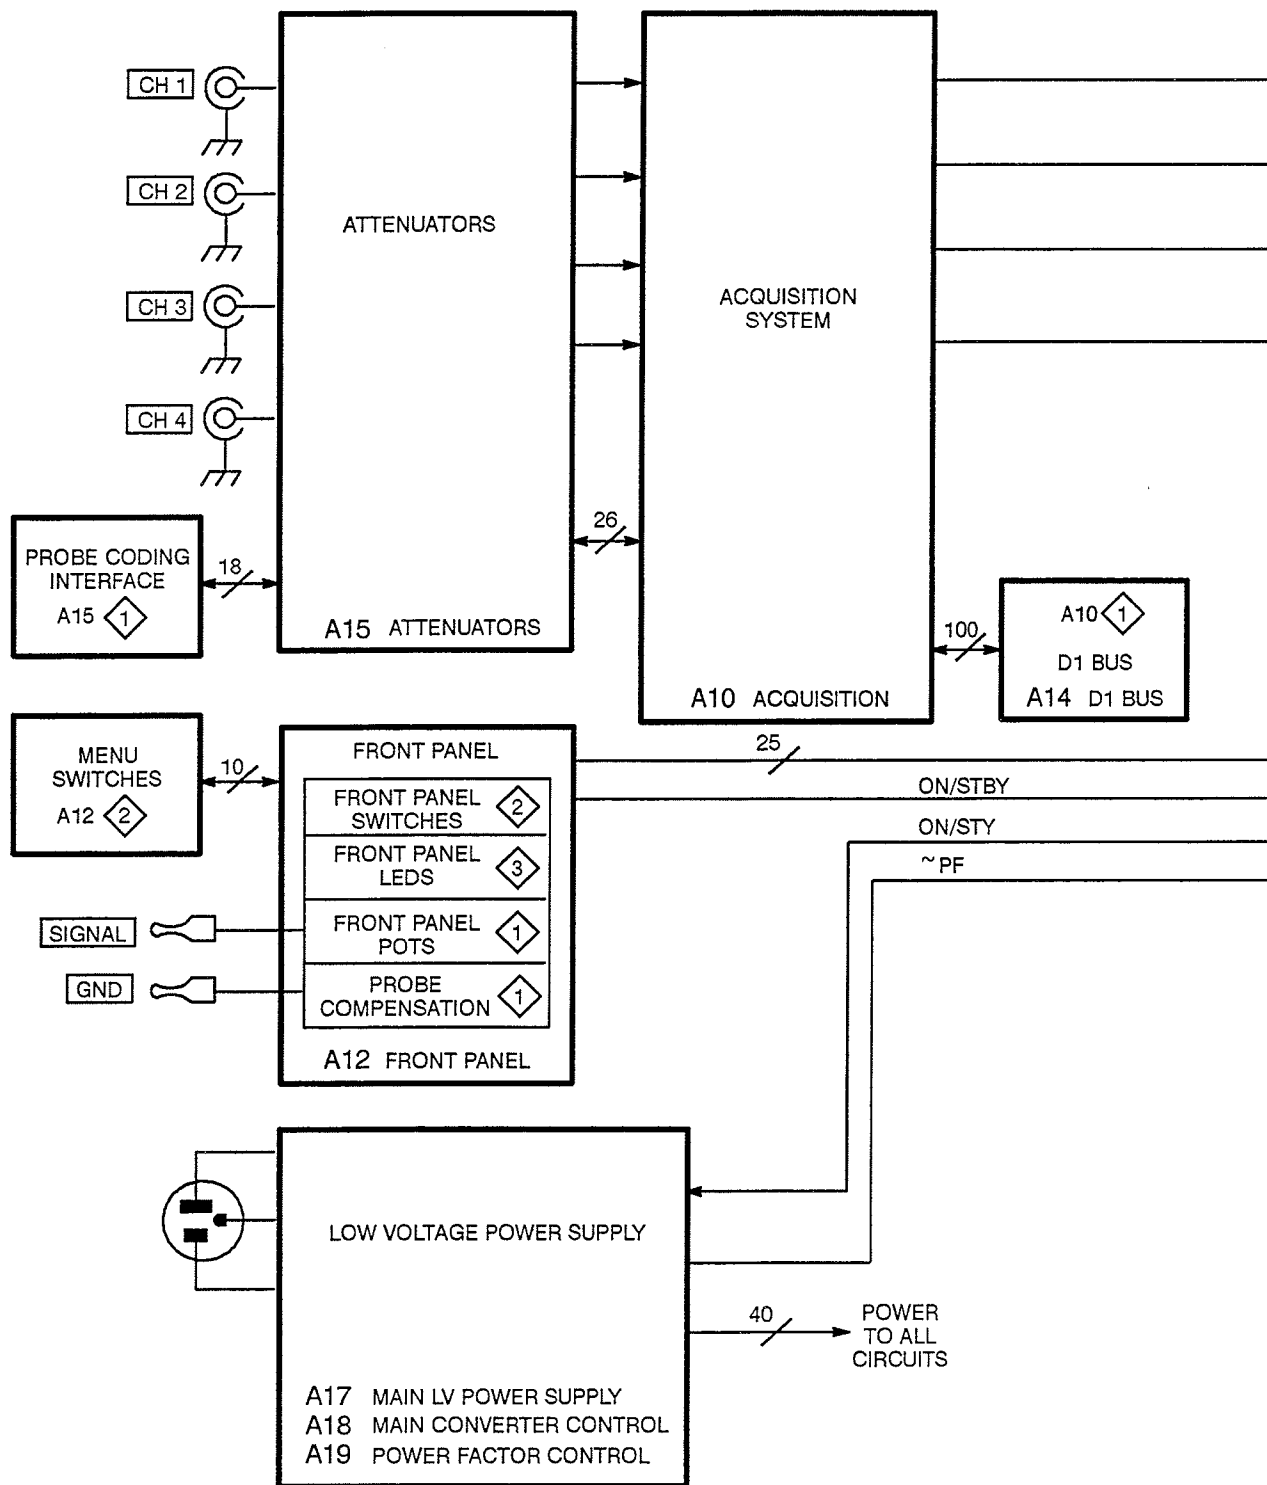 CH 1
CH 2
CH 3
CH 4
ATTENUATORS
A15 ATTENUATORS
ACQUISITION
SYSTEM
A10 ACQUISITION
26
PROBE CODING
INTERFACE
A15 1
18
100
A10 1
D1 BUS
A14 D1 BUS
MENU
SWITCHES
A12 2
10
FRONT PANEL
FRONT PANEL
SWITCHES 2
FRONT PANEL
LEDS 3
FRONT PANEL
POTS 1
PROBE
COMPENSATION 1
A12 FRONT PANEL
SIGNAL
GND
25
ON/STBY
ON/STY
~PF
LOW VOLTAGE POWER SUPPLY
40
POWER
TO ALL
CIRCUITS
A17 MAIN LV POWER SUPPLY
A18 MAIN CONVERTER CONTROL
A19 POWER FACTOR CONTROL